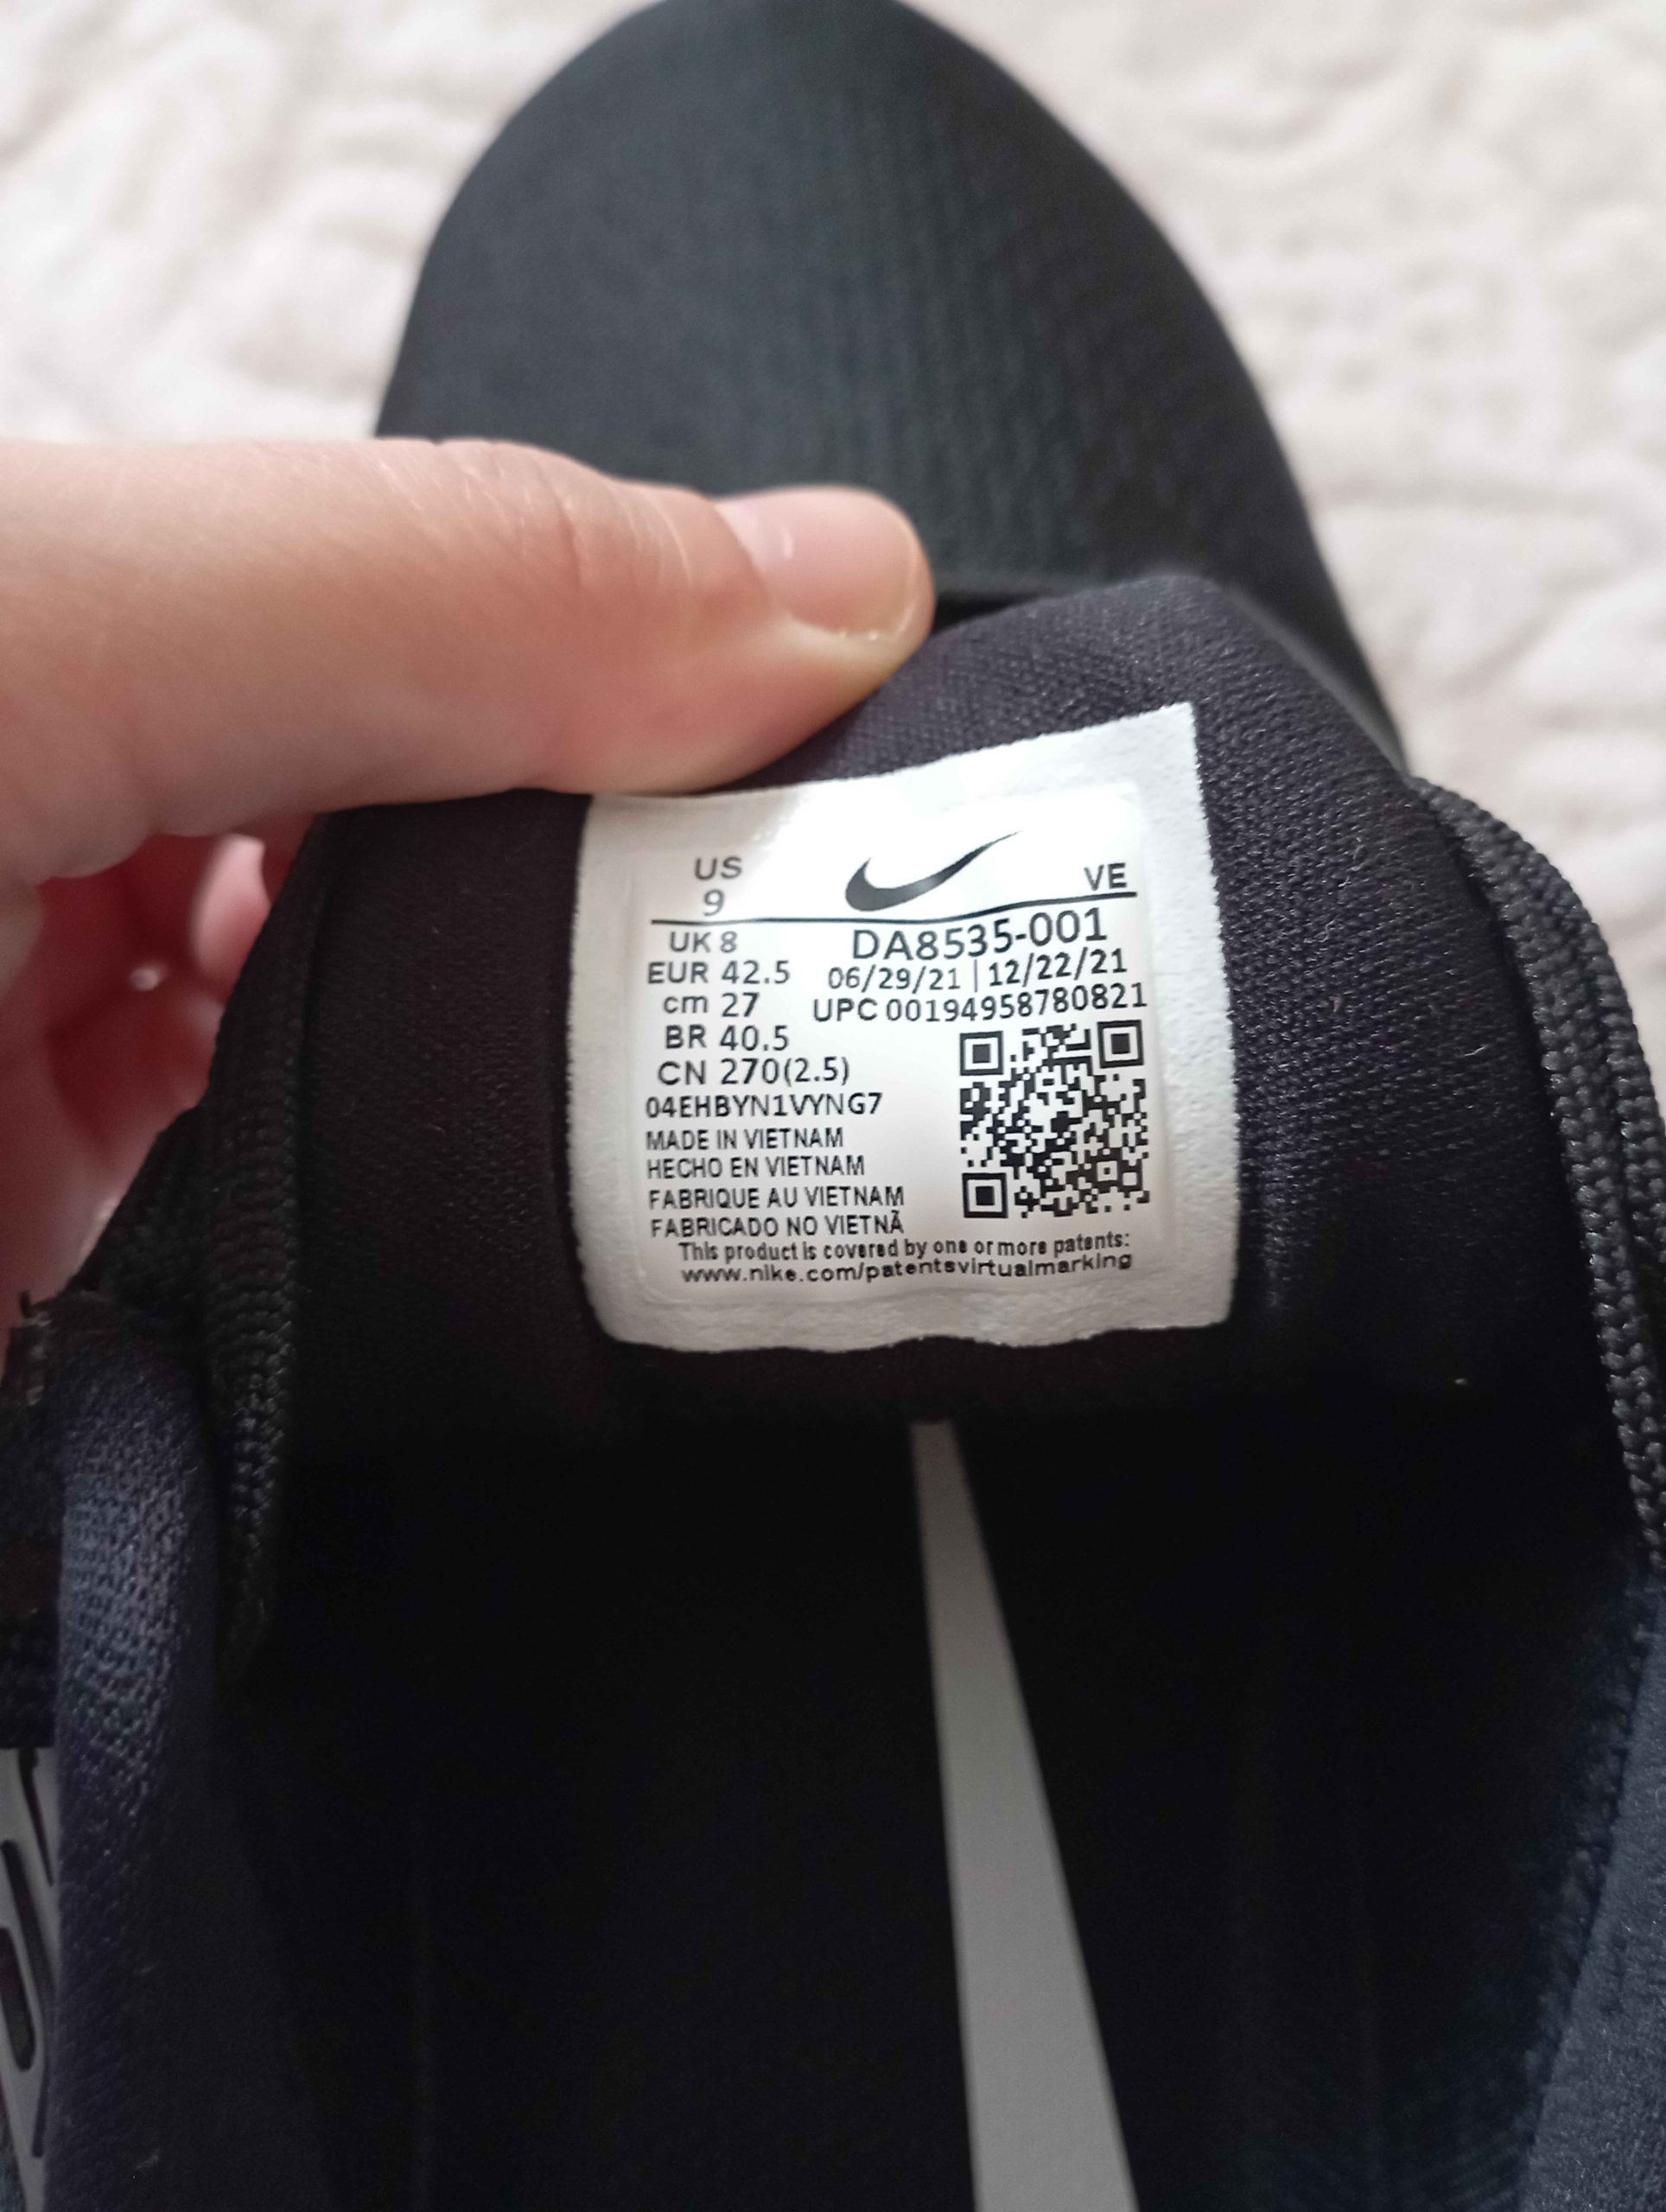 US
9
VE
UK 8
DA8535-001
EUR 42.5
06/29/21 | 12/22/21
cm 27
UPC 00194958780821
BR 40.5
CN 270(2.5)
04EHBYN1VYNG7
MADE IN VIETNAM
HECHO EN VIETNAM
FABRIQUE AU VIETNAM
FABRICADO NO VIETNÃ
This product is covered by one or more patents:
www.nike.com/patentsvirtualmarking